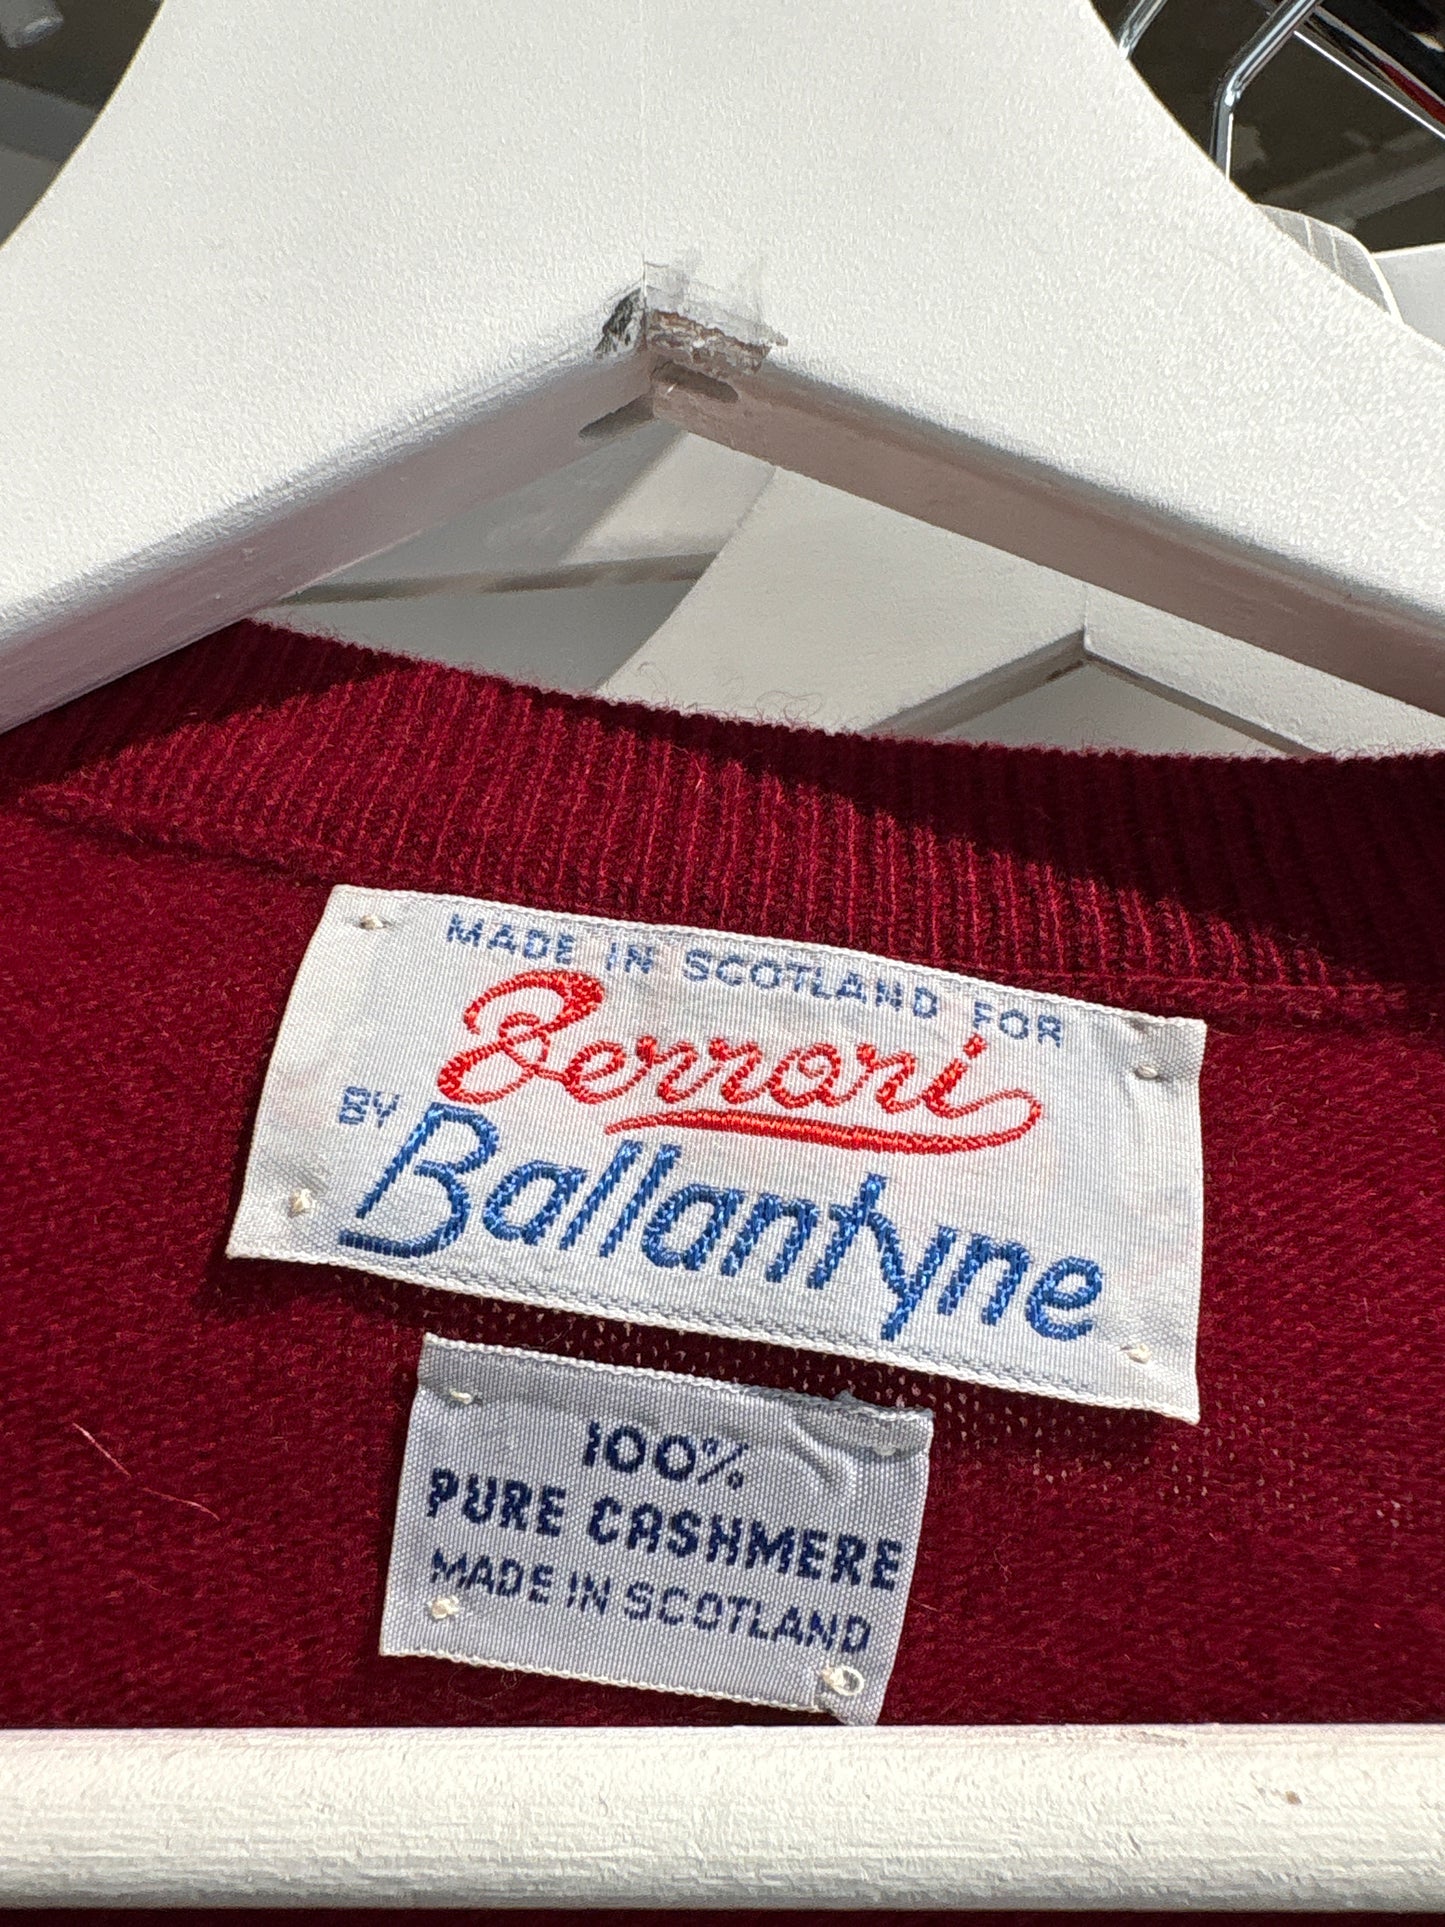 MADE IN SCOTLAND FOR
Berrori
BY Ballantyne
100%
PURE CASHMERE
MADE IN SCOTLAND